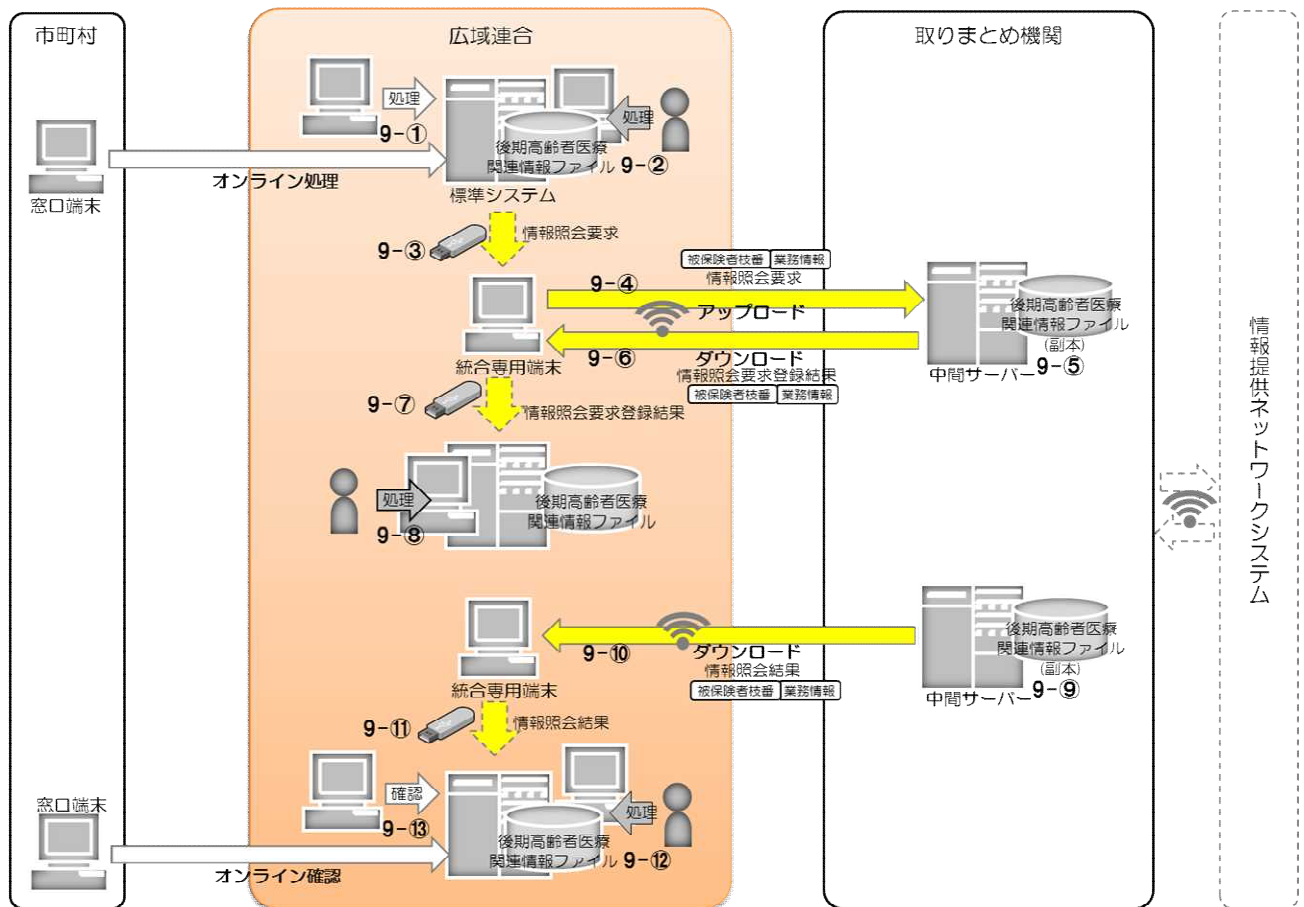 市町村
広域連合
取りまとめ機関
処理
9-①
処理
後期高齢者医療
関連情報ファイル
9-②
窓口端末
オンライン処理
標準システム
9-③
情報照会要求
被保険者枝番
業務情報
情報照会要求
9-④
アップロード
後期高齢者医療
関連情報ファイル
(副本)
9-⑤
中間サーバー
統合専用端末
9-⑥
ダウンロード
情報照会要求登録結果
被保険者枝番
業務情報
9-⑦
情報照会要求登録結果
処理
9-⑧
後期高齢者医療
関連情報ファイル
情報提供ネットワークシステム
統合専用端末
9-⑩
ダウンロード
情報照会結果
被保険者枝番
業務情報
後期高齢者医療
関連情報ファイル
(副本)
9-⑨
中間サーバー
9-⑪
情報照会結果
確認
9-⑬
処理
後期高齢者医療
関連情報ファイル
9-⑫
窓口端末
オンライン確認